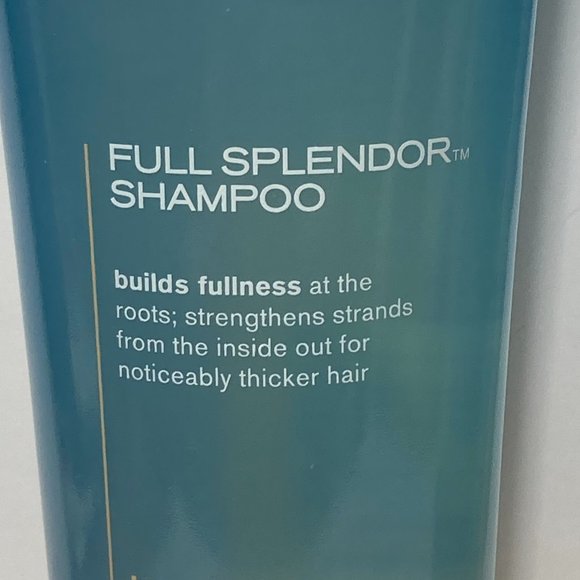 FULL SPLENDOR™
SHAMPOO
builds fullness at the
roots; strengthens strands
from the inside out for
noticeably thicker hair